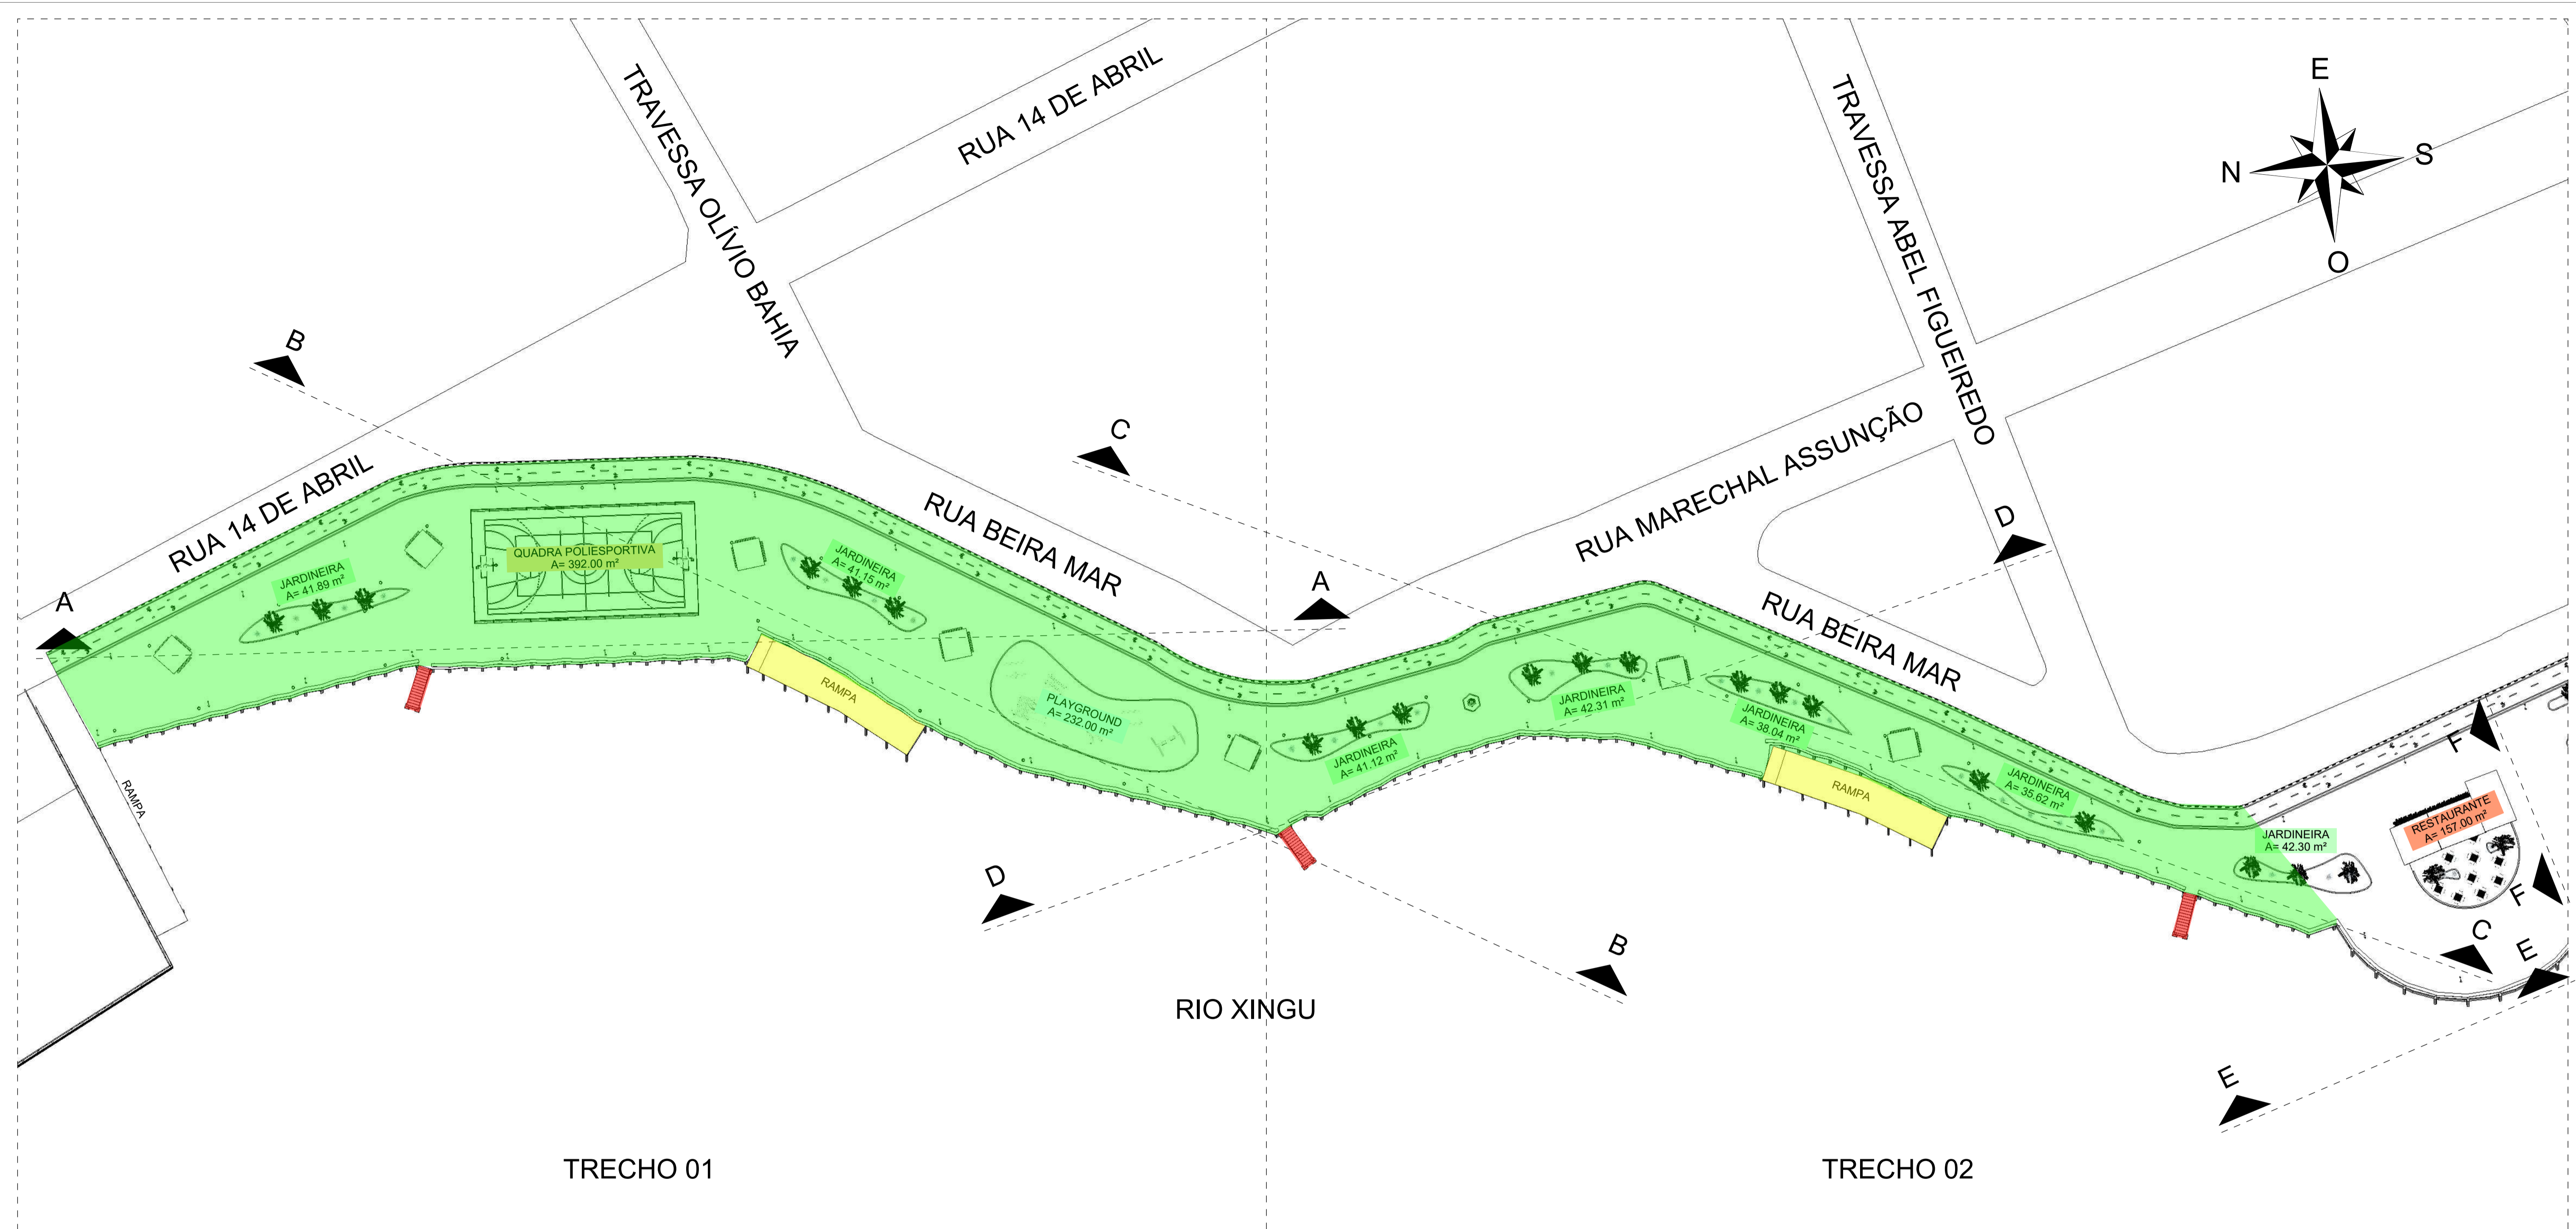 TRAVESSA OLÍVIO BAHIA
RUA 14 DE ABRIL
TRAVESSA ABEL FIGUEIREDO
E
N
S
O
B
C
RUA 14 DE ABRIL
RUA BEIRA MAR
RUA MARECHAL ASSUNÇÃO
D
A
A
QUADRA POLIESPORTIVA
A= 392.00 m²
JARDINEIRA
A= 41.89 m²
JARDINEIRA
A= 41.15 m²
RUA BEIRA MAR
RAMPA
PLAYGROUND
A= 232.00 m²
JARDINEIRA
A= 41.12 m²
JARDINEIRA
A= 42.31 m²
JARDINEIRA
A= 38.04 m²
RAMPA
JARDINEIRA
A= 35.62 m²
JARDINEIRA
A= 42.30 m²
RESTAURANTE
A= 157.00 m²
RAMPA
F
F
D
B
C
E
RIO XINGU
E
TRECHO 01
TRECHO 02